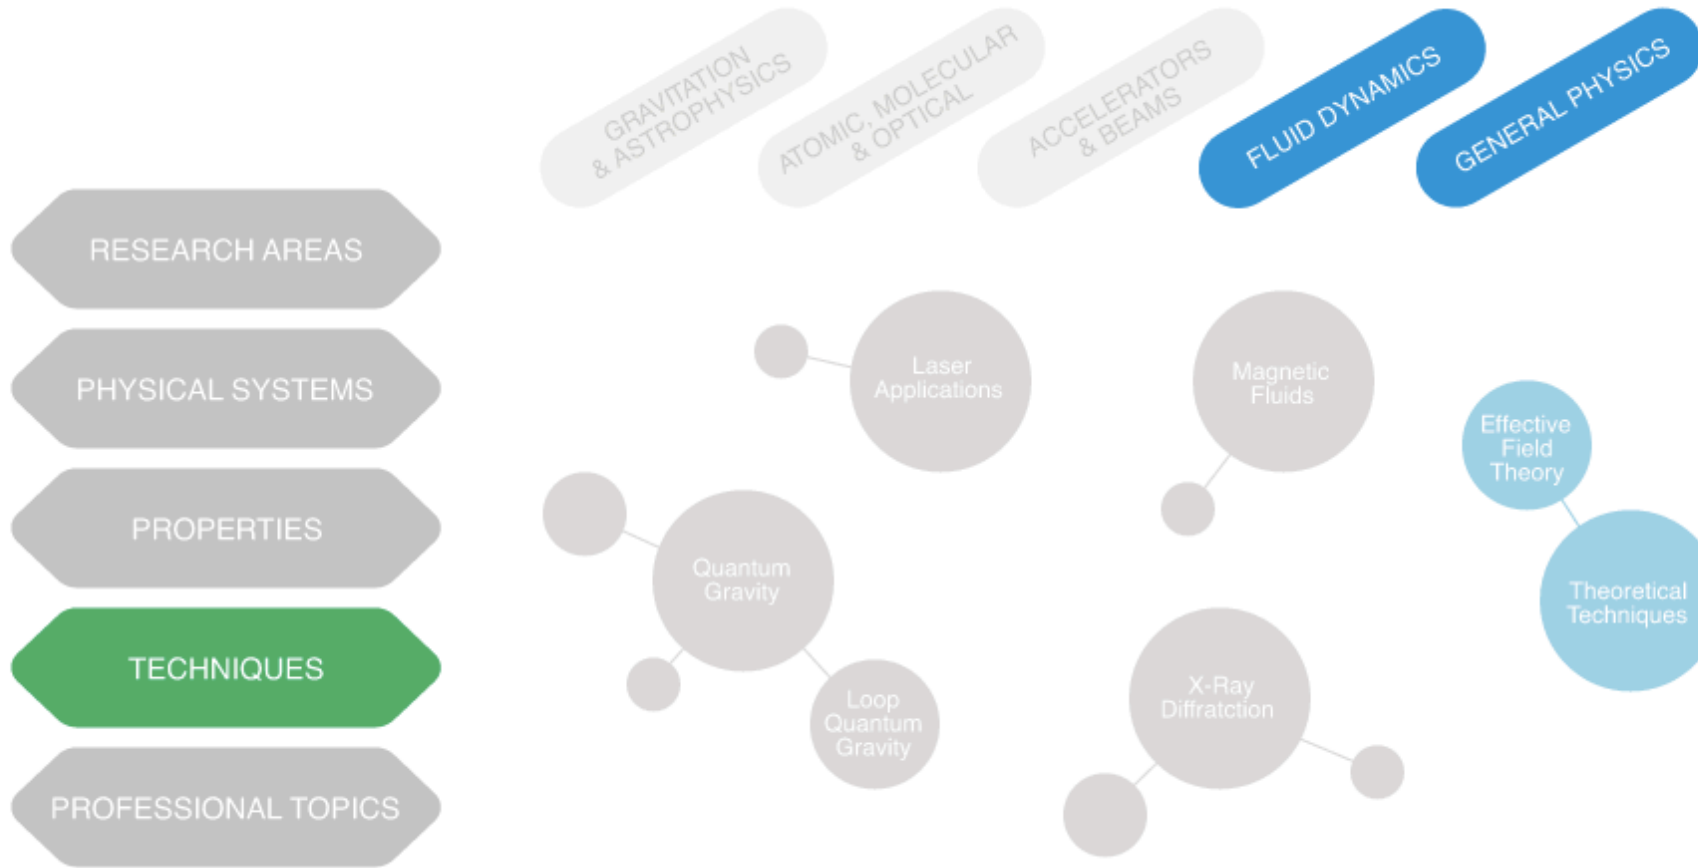 GRAVITATION
& ASTROPHYSICS
ATOMIC, MOLECULAR
& OPTICAL
ACCELERATORS
& BEAMS
FLUID DYNAMICS
GENERAL PHYSICS
RESEARCH AREAS
PHYSICAL SYSTEMS
PROPERTIES
TECHNIQUES
PROFESSIONAL TOPICS
Laser
Applications
Magnetic
Fluids
Effective
Field
Theory
Quantum
Gravity
Theoretical
Techniques
Loop
Quantum
Gravity
X-Ray
Diffratction